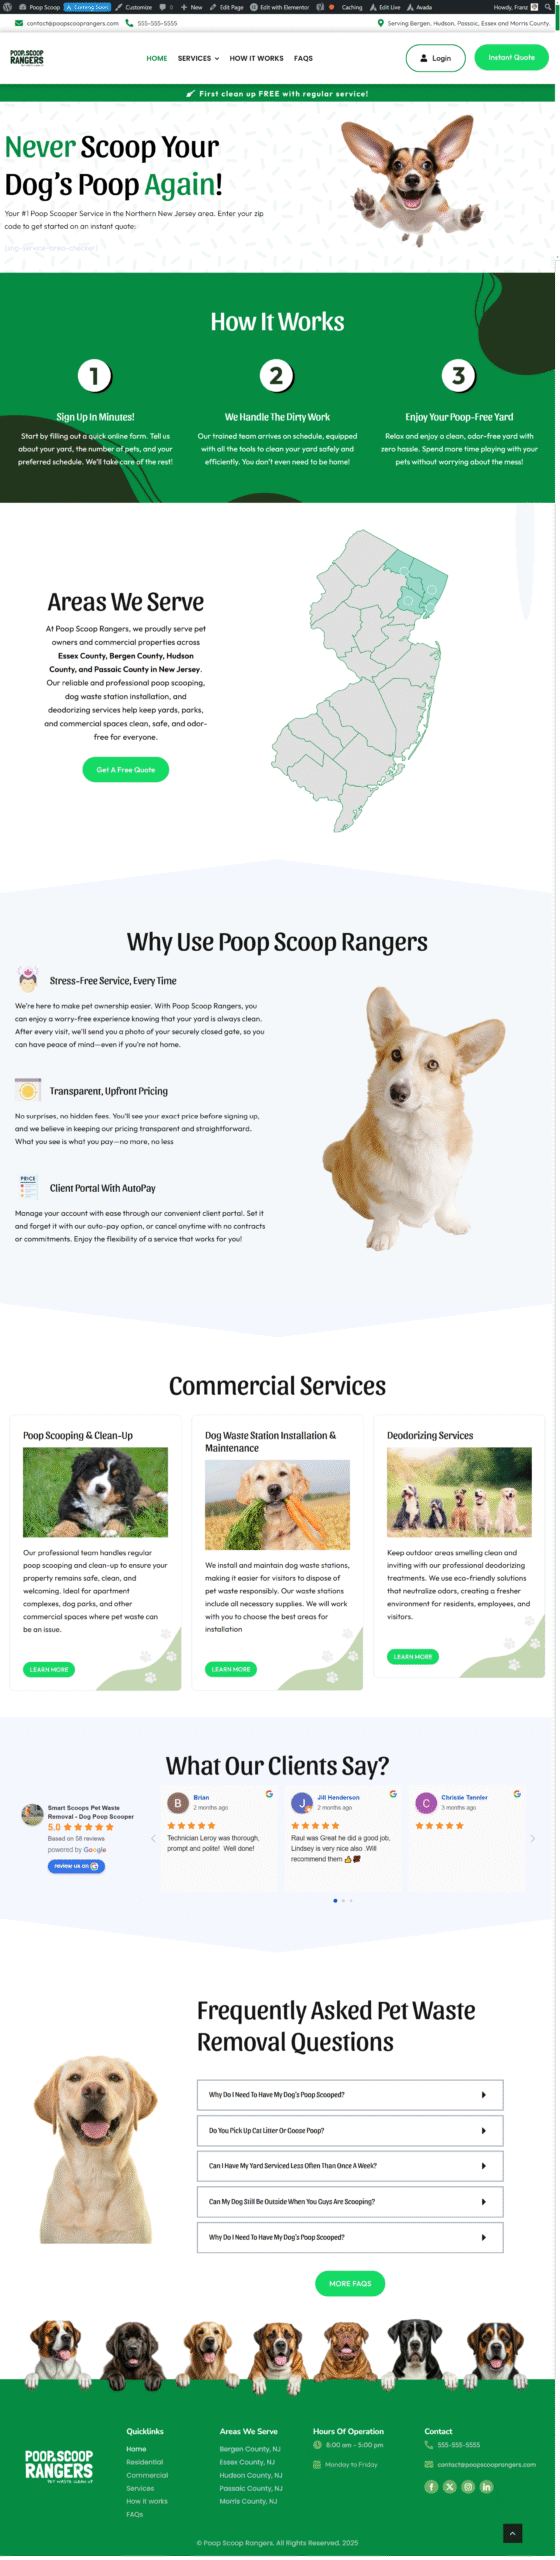 Poop Scoop Coming Soon Customize 0 New Edit Page Edit with Elementor Caching Edit Live Avada Howdy, Franz
contact@poopscooprangers.com 555-555-5555 Serving Bergen, Hudson, Passaic, Essex and Morris County.
POOP.SCOOP
RANGERS
HOME SERVICES HOW IT WORKS FAQS Login Instant Quote
First clean up FREE with regular service!
Never Scoop Your
Dog's Poop Again!
Your #1 Poop Scooper Service in the Northern New Jersey area. Enter your zip
code to get started on an instant quote:
How It Works
1
2
3
Sign Up In Minutes!
Start by filling out a quick online form. Tell us
about your yard, the number of pets, and your
preferred schedule. We'll take care of the rest!
We Handle The Dirty Work
Our trained team arrives on schedule, equipped
with all the tools to clean your yard safely and
efficiently. You don't even need to be home!
Enjoy Your Poop-Free Yard
Relax and enjoy a clean, odor-free yard with
zero hassle. Spend more time playing with your
pets without worrying about the mess!
Areas We Serve
At Poop Scoop Rangers, we proudly serve pet
owners and commercial properties across
Essex County, Bergen County, Hudson
County, and Passaic County in New Jersey.
Our reliable and professional poop scooping,
dog waste station installation, and
deodorizing services help keep yards, parks,
and commercial spaces clean, safe, and odor-
free for everyone.
Get A Free Quote
Why Use Poop Scoop Rangers
Stress-Free Service, Every Time
We're here to make pet ownership easier. With Poop Scoop Rangers, you
can enjoy a worry-free experience knowing that your yard is always clean.
After every visit, we'll send you a photo of your securely closed gate, so you
can have peace of mind—even if you're not home.
Transparent, Upfront Pricing
No surprises, no hidden fees. You'll see your exact price before signing up,
and we believe in keeping our pricing transparent and straightforward.
What you see is what you pay—no more, no less
PRICE
Client Portal With AutoPay
Manage your account with ease through our convenient client portal. Set it
and forget it with our auto-pay option, or cancel anytime with no contracts
or commitments. Enjoy the flexibility of a service that works for you!
Commercial Services
Poop Scooping & Clean-Up
Our professional team handles regular
poop scooping and clean-up to ensure your
property remains safe, clean, and
welcoming. Ideal for apartment
complexes, dog parks, and other
commercial spaces where pet waste can
be an issue.
LEARN MORE
Dog Waste Station Installation &
Maintenance
We install and maintain dog waste stations,
making it easier for visitors to dispose of
pet waste responsibly. Our waste stations
include all necessary supplies. We will work
with you to choose the best areas for
installation
LEARN MORE
Deodorizing Services
Keep outdoor areas smelling clean and
inviting with our professional deodorizing
treatments. We use eco-friendly solutions
that neutralize odors, creating a fresher
environment for residents, employees, and
visitors.
LEARN MORE
What Our Clients Say?
Smart Scoops Pet Waste
Removal - Dog Poop Scooper
5.0
Based on 58 reviews
powered by Google
review us on G
B Brian
2 months ago
Technician Leroy was thorough,
prompt and polite! Well done!
J Jill Henderson
2 months ago
Raul was Great he did a good job,
Lindsey is very nice also .Will
recommend them 👍🏿
C Christie Tanzler
3 months ago
Frequently Asked Pet Waste
Removal Questions
Why Do I Need To Have My Dog's Poop Scooped?
Do You Pick Up Cat Litter Or Goose Poop?
Can I Have My Yard Serviced Less Often Than Once A Week?
Can My Dog Still Be Outside When You Guys Are Scooping?
Why Do I Need To Have My Dog's Poop Scooped?
MORE FAQS
POOP.SCOOP
RANGERS
PET WASTE CLEAN UP
Quicklinks
Home
Residential
Commercial
Services
How it works
FAQs
Areas We Serve
Bergen County, NJ
Essex County, NJ
Hudson County, NJ
Passaic County, NJ
Morris County, NJ
Hours Of Operation
8:00 am - 5:00 pm
Monday to Friday
Contact
555-555-5555
contact@poopscooprangers.com
© Poop Scoop Rangers. All Rights Reserved. 2025